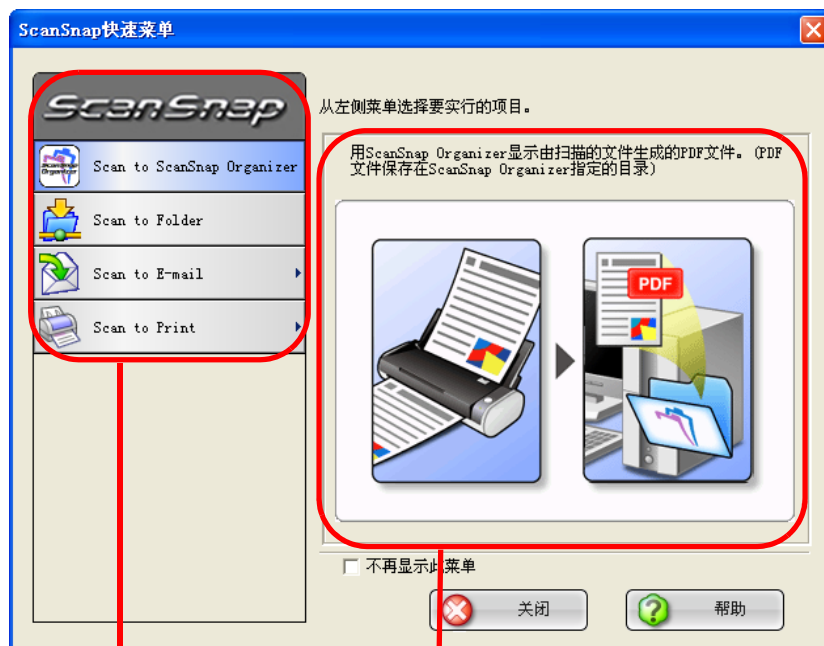 ScanSnap快速菜单
ScanSnap
从左侧菜单选择要实行的项目。
Scan to ScanSnap Organizer
Scan to Folder
Scan to E-mail
Scan to Print
用ScanSnap Organizer显示由扫描的文件生成的PDF文件。(PDF
文件保存在ScanSnap Organizer指定的目录)
PDF
不再显示此菜单
关闭
帮助